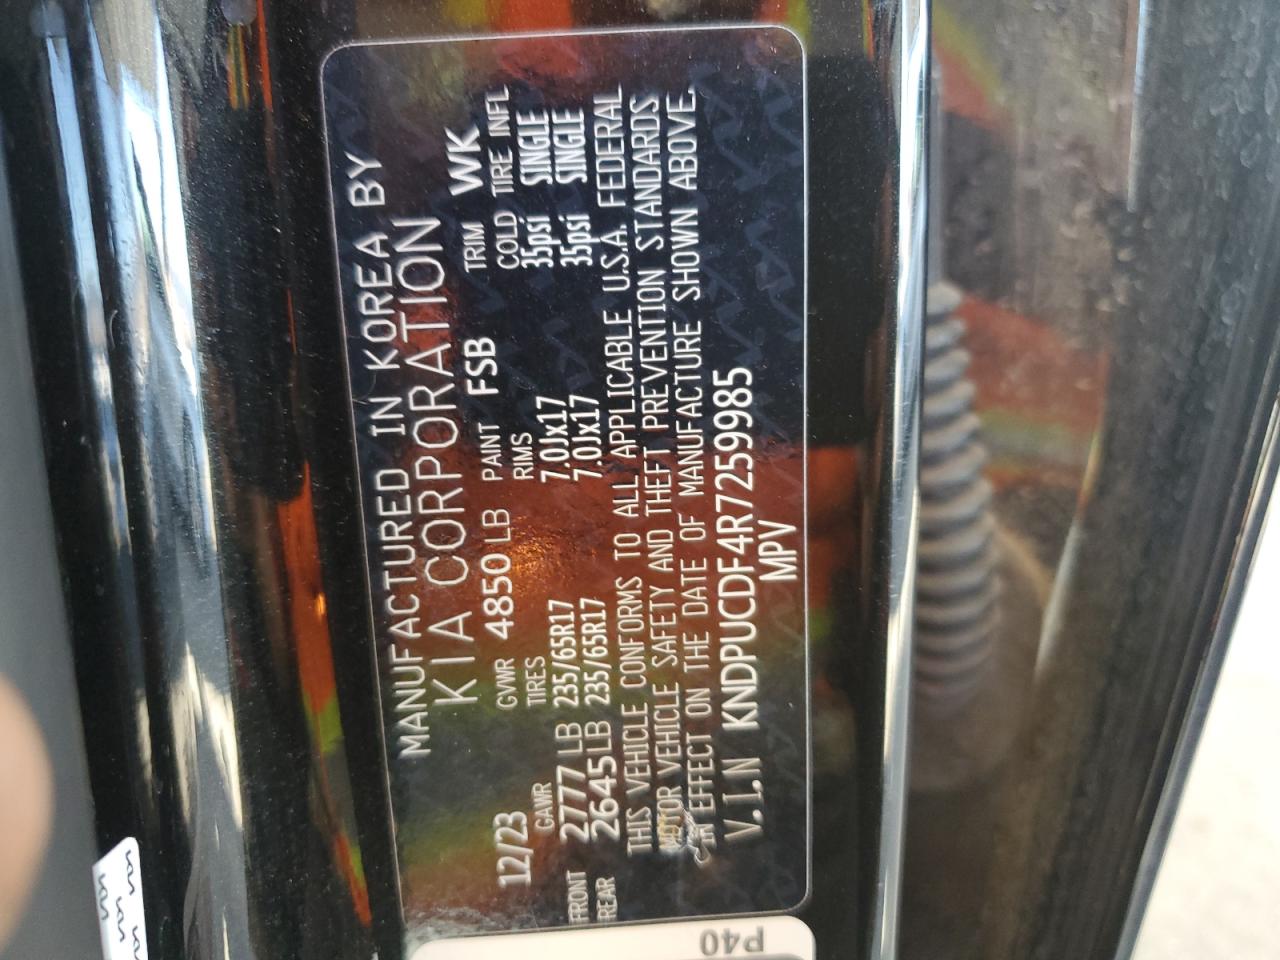 MANUFACTURED IN KOREA BY
KIA CORPORATION
12/23 GVWR 4850 LB PAINT FSB TRIM WK
GAWR TIRES RIMS COLD TIRE INFL
FRONT 2777 LB 235/65R17 7.0Jx17 35psi SINGLE
REAR 2645LB 235/65R17 7.0Jx17 35psi SINGLE
THIS VEHICLE CONFORMS TO ALL APPLICABLE U.S.A. FEDERAL
MOTOR VEHICLE SAFETY AND THEFT PREVENTION STANDARDS
IN EFFECT ON THE DATE OF MANUFACTURE SHOWN ABOVE.
V.I.N KNDPUCDF4R7259985
MPV
P40